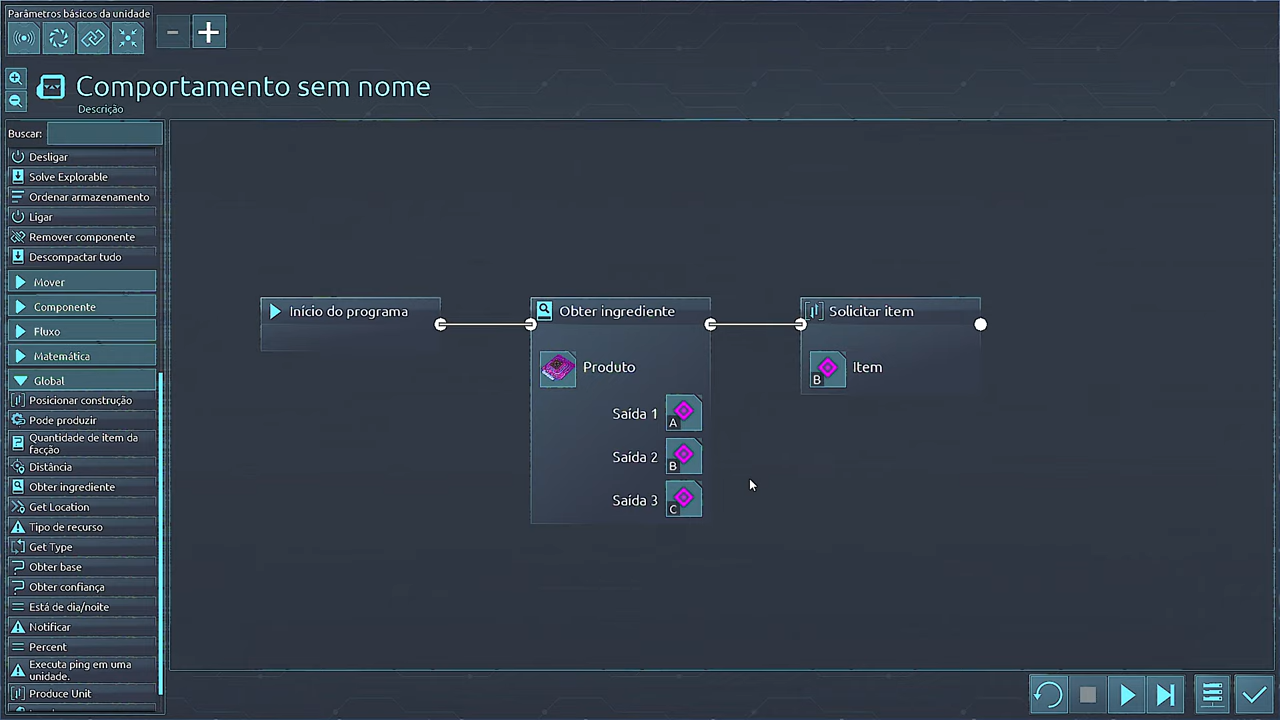 Parâmetros básicos da unidade
Comportamento sem nome
Descrição
Buscar:
Desligar
Solve Explorable
Ordenar armazenamento
Ligar
Remover componente
Descompactar tudo
Mover
Componente
Fluxo
Matemática
Global
Posicionar construção
Pode produzir
Quantidade de item da
facção
Distância
Obter ingrediente
Get Location
Tipo de recurso
Get Type
Obter base
Obter confiança
Está de dia/noite
Notificar
Percent
Executa ping em uma
unidade.
Produce Unit
Início do programa
Obter ingrediente
Produto
Saída 1
A
Saída 2
B
Saída 3
C
Solicitar item
B
Item